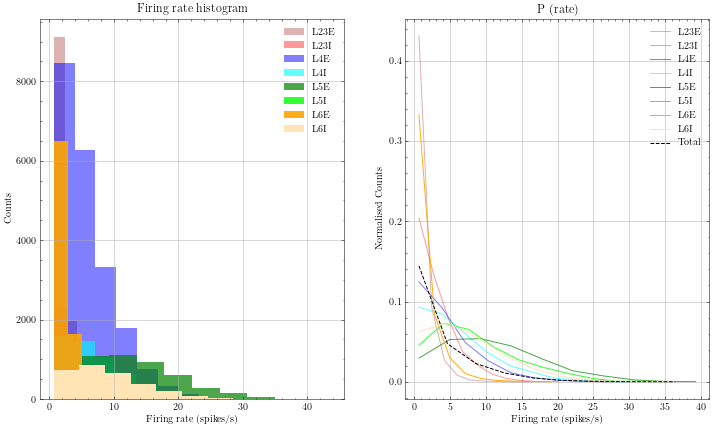 Firing rate histogram
Counts
8000
6000
4000
2000
0
0 10 20 30 40
Firing rate (spikes/s)
L23E
L23I
L4E
L4I
L5E
L5I
L6E
L6I
P (rate)
Normalised Counts
0.4
0.3
0.2
0.1
0.0
0 5 10 15 20 25 30 35 40
Firing rate (spikes/s)
L23E
L23I
L4E
L4I
L5E
L5I
L6E
L6I
Total